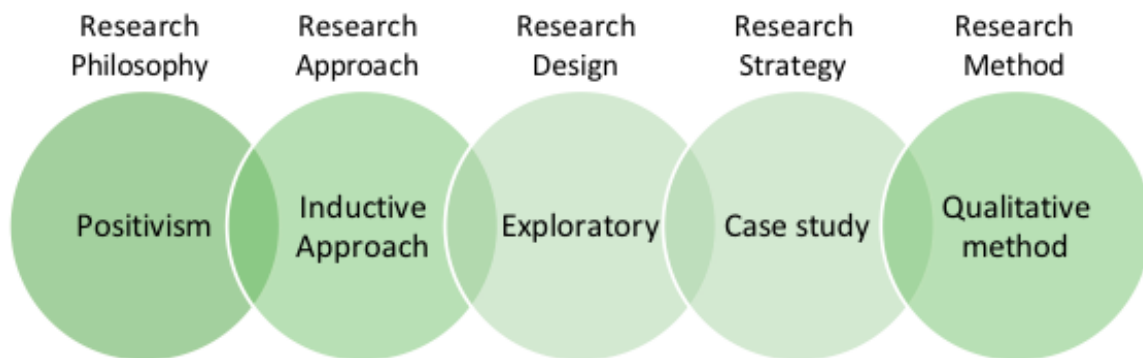 Research
Philosophy
Research
Approach
Research
Design
Research
Strategy
Research
Method
Positivism
Inductive
Approach
Exploratory
Case study
Qualitative
method